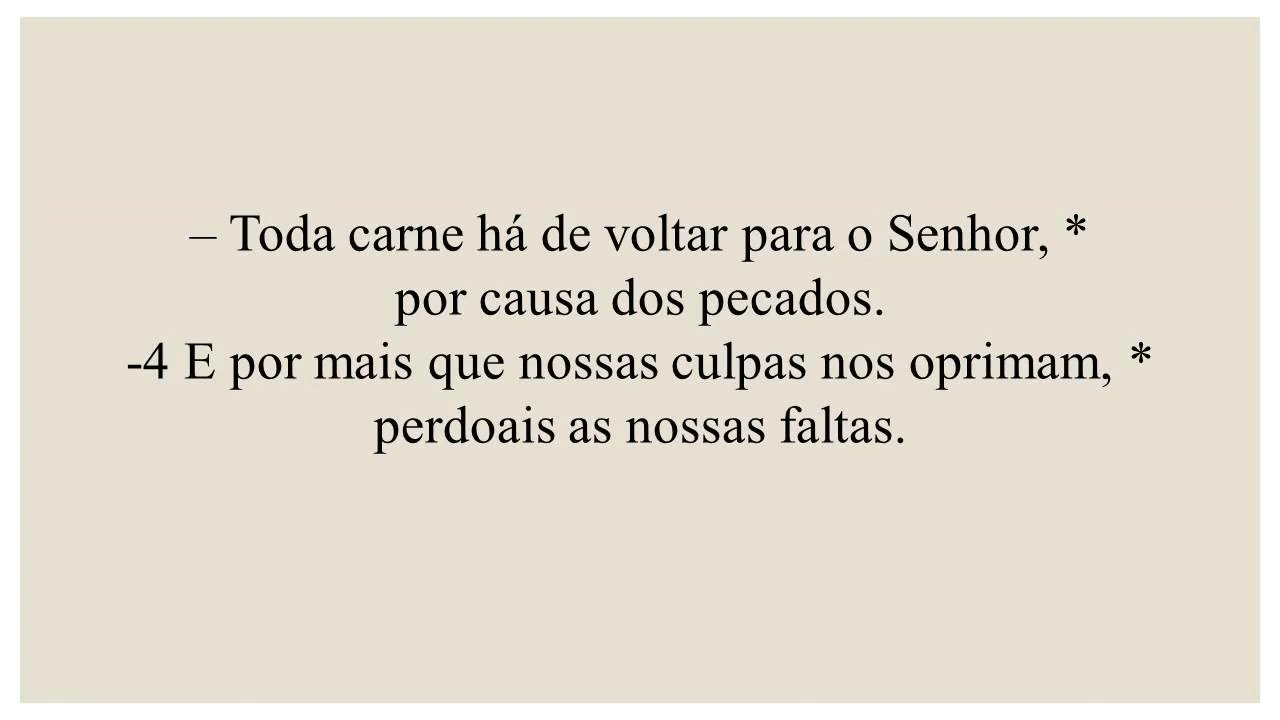 – Toda carne há de voltar para o Senhor, *
por causa dos pecados.
-4 E por mais que nossas culpas nos oprimam, *
perdoais as nossas faltas.